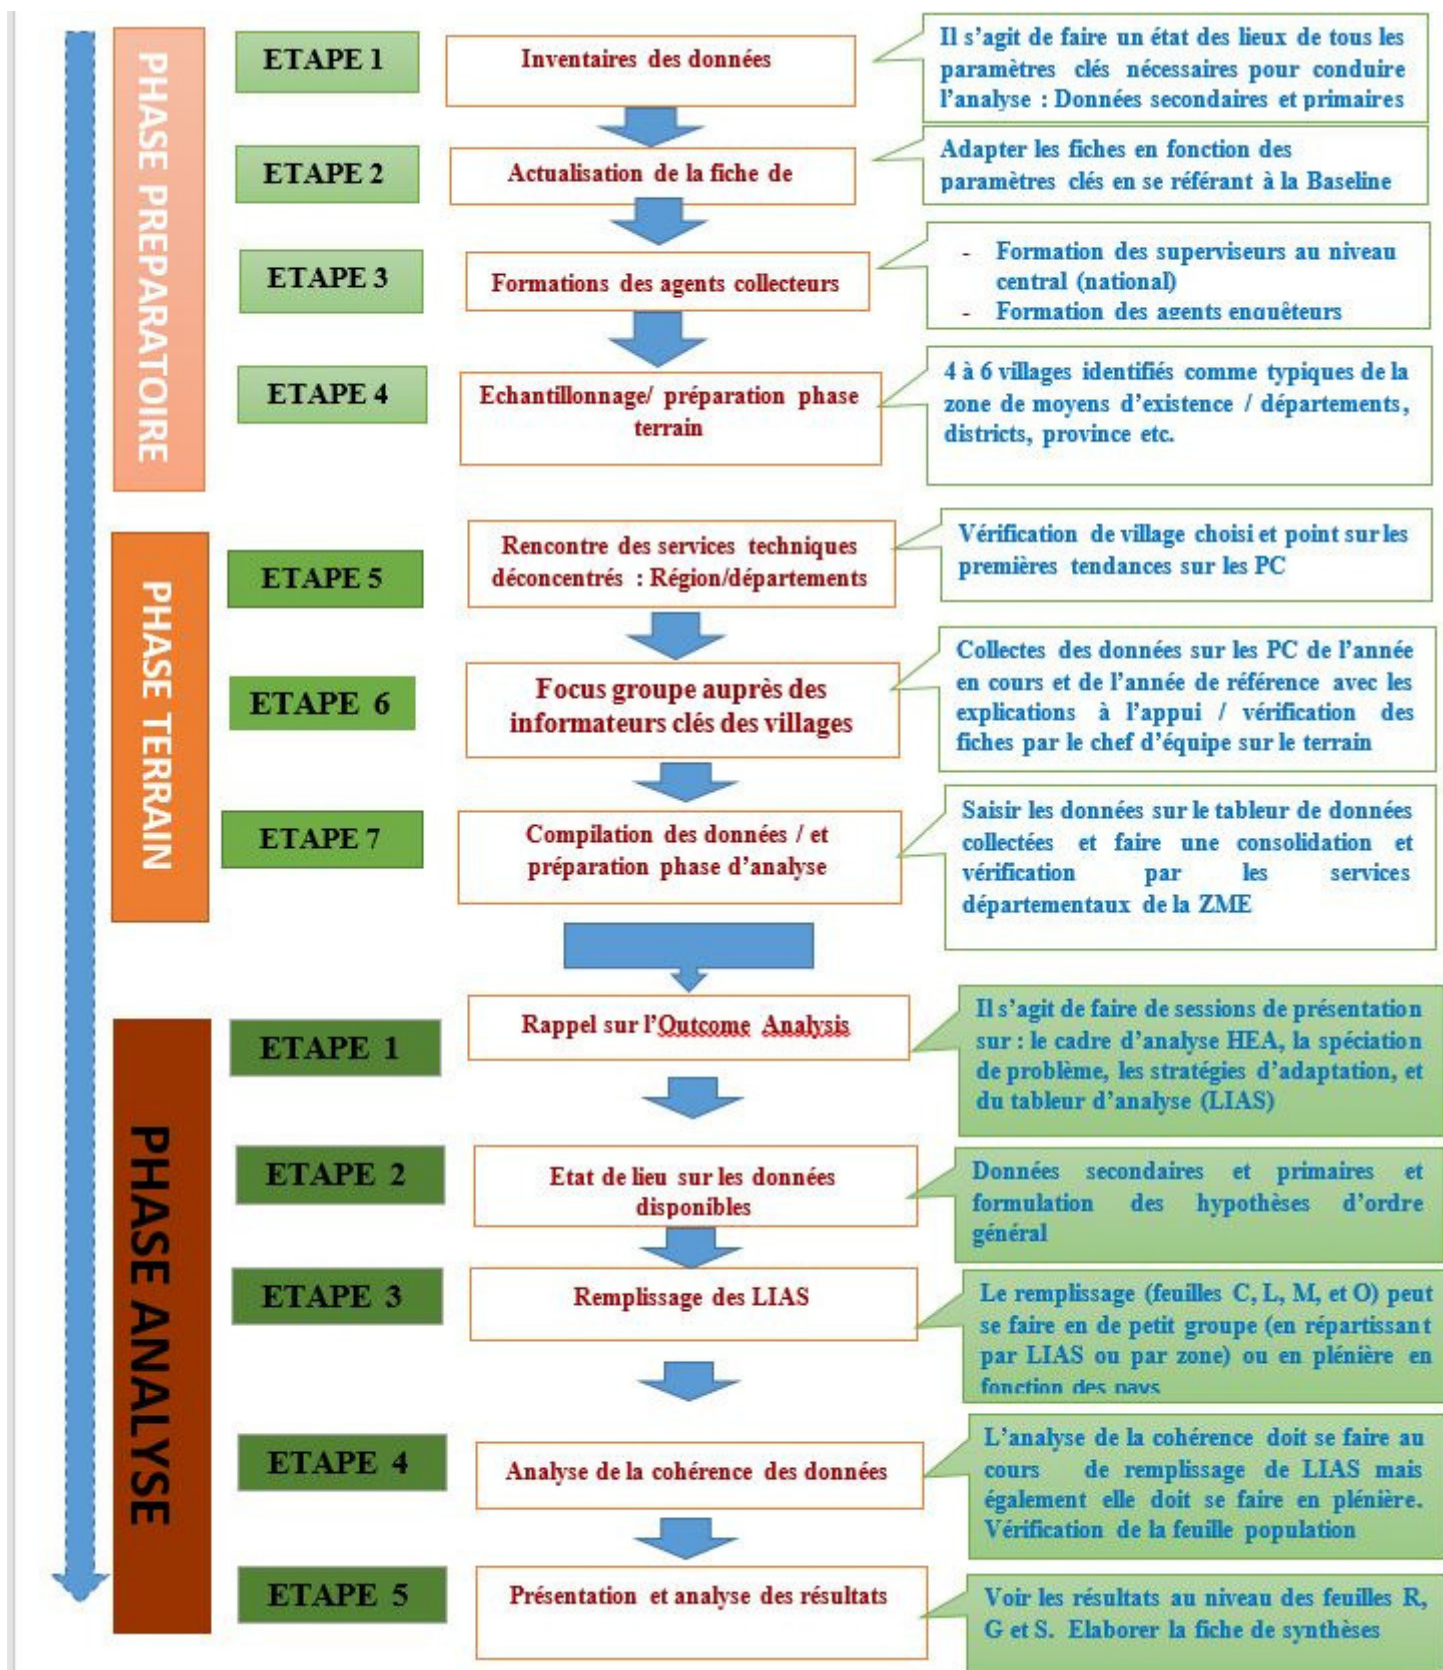 PHASE PREPARATOIRE
ETAPE 1
Inventaires des données
Il s'agit de faire un état des lieux de tous les
paramètres clés nécessaires pour conduire
l'analyse : Données secondaires et primaires
ETAPE 2
Actualisation de la fiche de
Adapter les fiches en fonction des
paramètres clés en se référant à la Baseline
ETAPE 3
Formations des agents collecteurs
- Formation des superviseurs au niveau
central (national)
- Formation des agents enquêteurs
ETAPE 4
Echantillonnage/ préparation phase
terrain
4 à 6 villages identifiés comme typiques de la
zone de moyens d'existence / départements,
districts, province etc.
PHASE TERRAIN
ETAPE 5
Rencontre des services techniques
déconcentrés : Région/départements
Vérification de village choisi et point sur les
premières tendances sur les PC
ETAPE 6
Focus groupe auprès des
informateurs clés des villages
Collectes des données sur les PC de l'année
en cours et de l'année de référence avec les
explications à l'appui / vérification des
fiches par le chef d'équipe sur le terrain
ETAPE 7
Compilation des données / et
préparation phase d'analyse
Saisir les données sur le tableur de données
collectées et faire une consolidation et
vérification par les services
départementaux de la ZME
PHASE ANALYSE
ETAPE 1
Rappel sur l'Outcome Analysis
Il s'agit de faire de sessions de présentation
sur : le cadre d'analyse HEA, la spéciation
de problème, les stratégies d'adaptation, et
du tableur d'analyse (LIAS)
ETAPE 2
Etat de lieu sur les données
disponibles
Données secondaires et primaires et
formulation des hypothèses d'ordre
général
ETAPE 3
Remplissage des LIAS
Le remplissage (feuilles C, L, M, et O) peut
se faire en de petit groupe (en répartissant
par LIAS ou par zone) ou en plénière en
fonction des pays
ETAPE 4
Analyse de la cohérence des données
L'analyse de la cohérence doit se faire au
cours de remplissage de LIAS mais
également elle doit se faire en plénière.
Vérification de la feuille population
ETAPE 5
Présentation et analyse des résultats
Voir les résultats au niveau des feuilles R,
G et S. Elaborer la fiche de synthèses